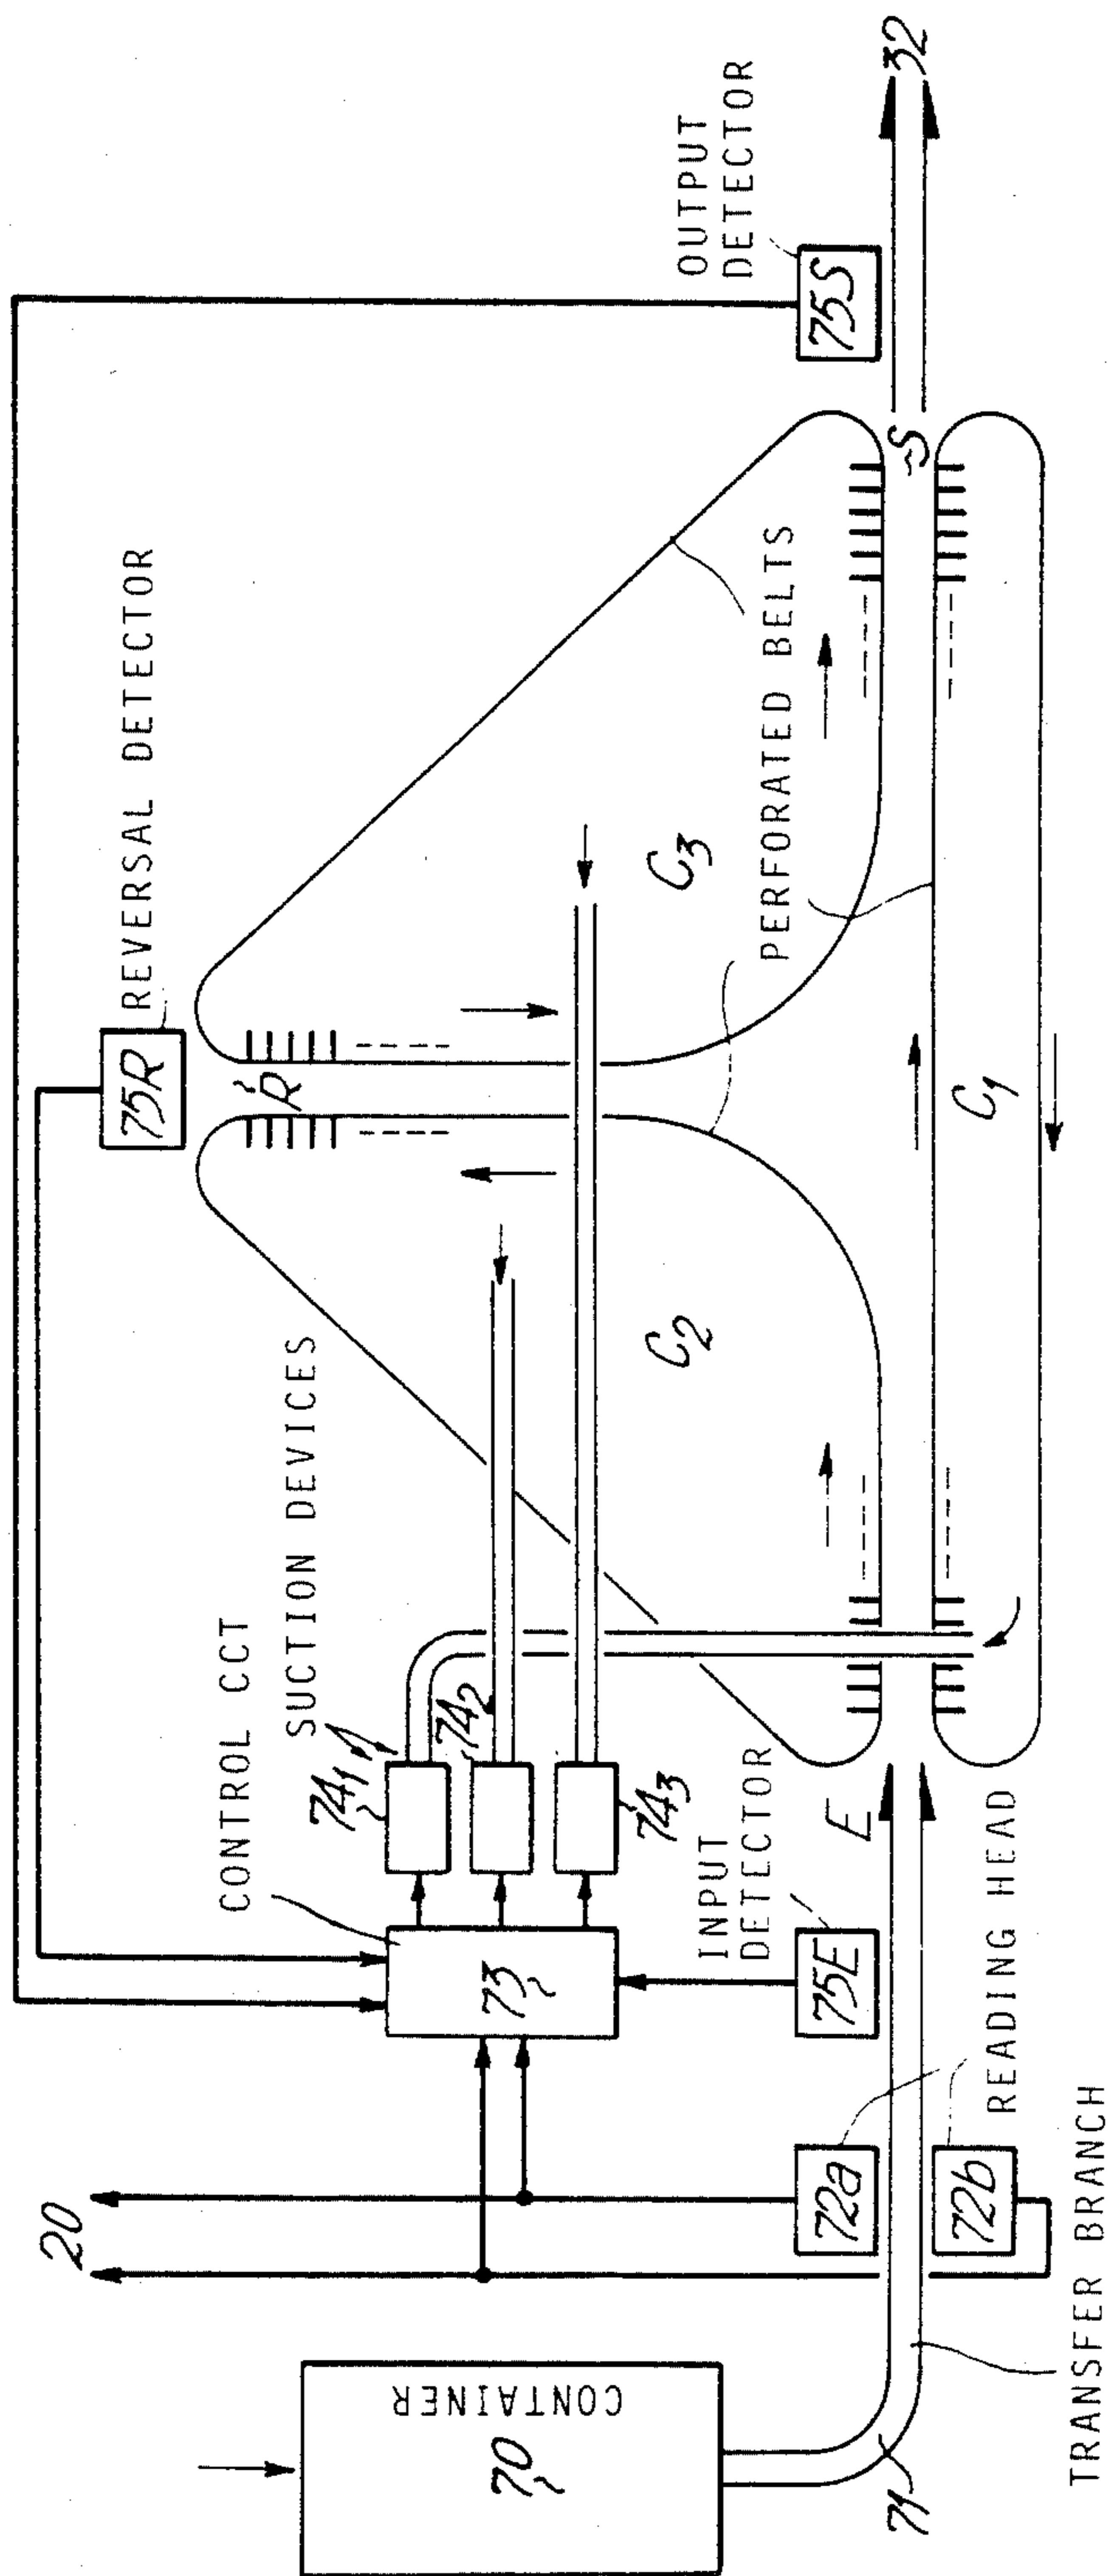 32
OUTPUT
DETECTOR
75S
S
REVERSAL DETECTOR
75R
R
PERFORATED BELTS
C3
C2
C1
SUCTION DEVICES
CONTROL CCT
741
742
743
73
INPUT
DETECTOR
75E
E
READING HEAD
72a
72b
20
CONTAINER
70
71
TRANSFER BRANCH